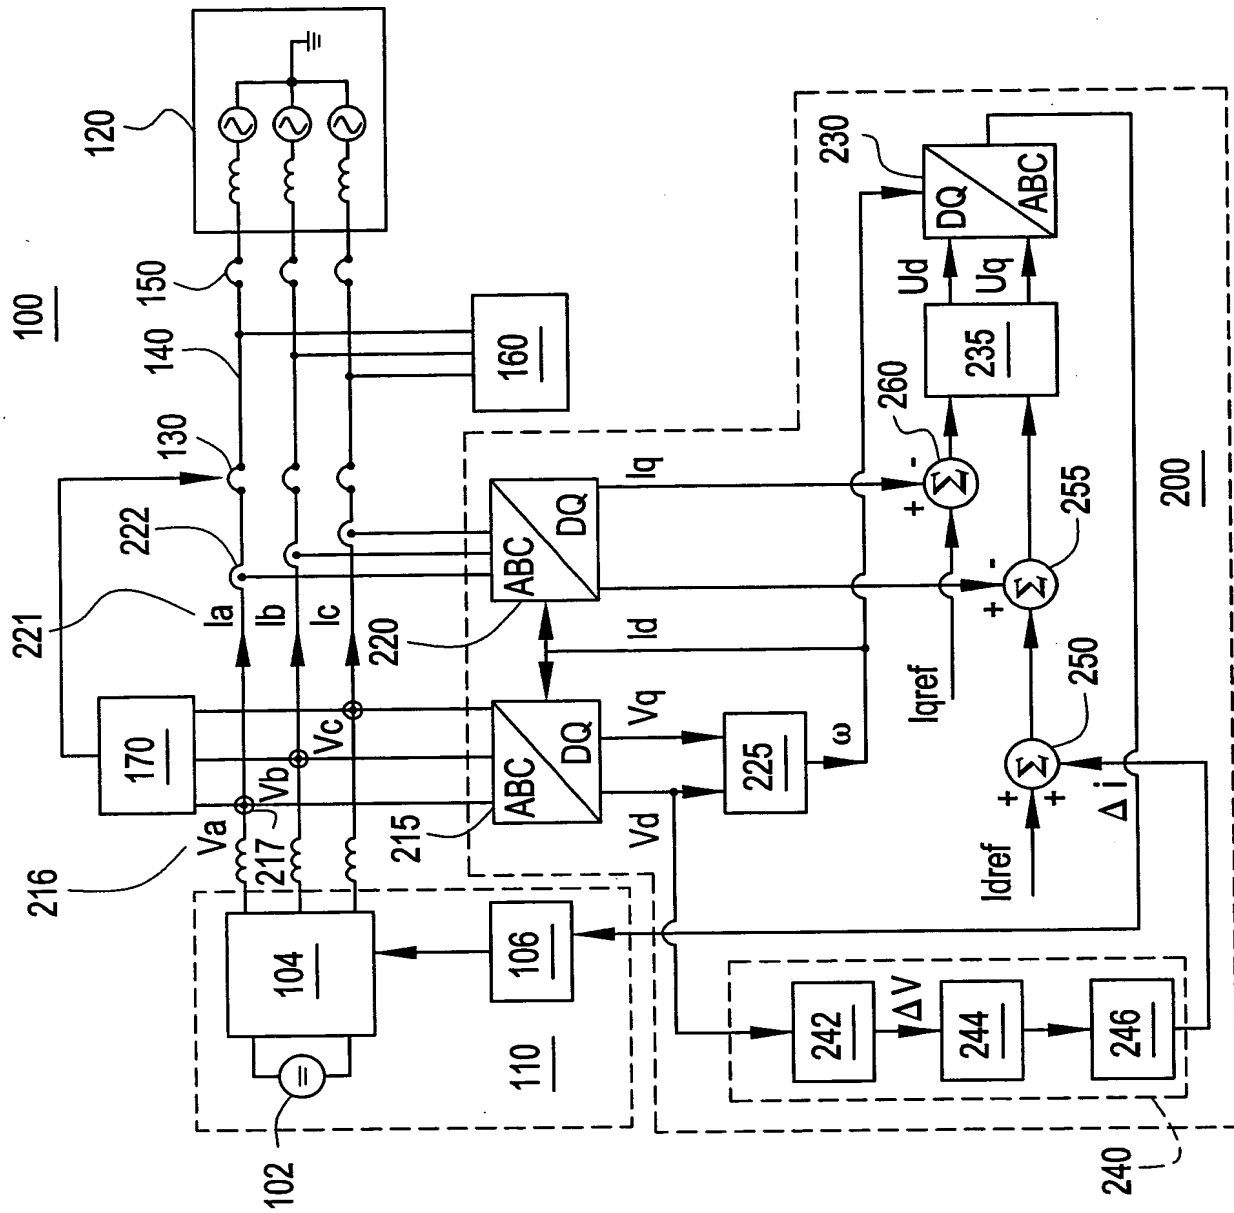 100
102
110
104
106
120
216
217
Va
Vb
Vc
170
221
222
Ia
Ib
Ic
130
140
150
160
215
ABC
DQ
220
ABC
DQ
Vd
Vq
Id
Iq
225
ω
240
242
ΔV
244
246
Idref
+
+
Δi
Σ
250
+
-
Σ
255
Iqref
+
-
Σ
260
235
Ud
Uq
230
DQ
ABC
200